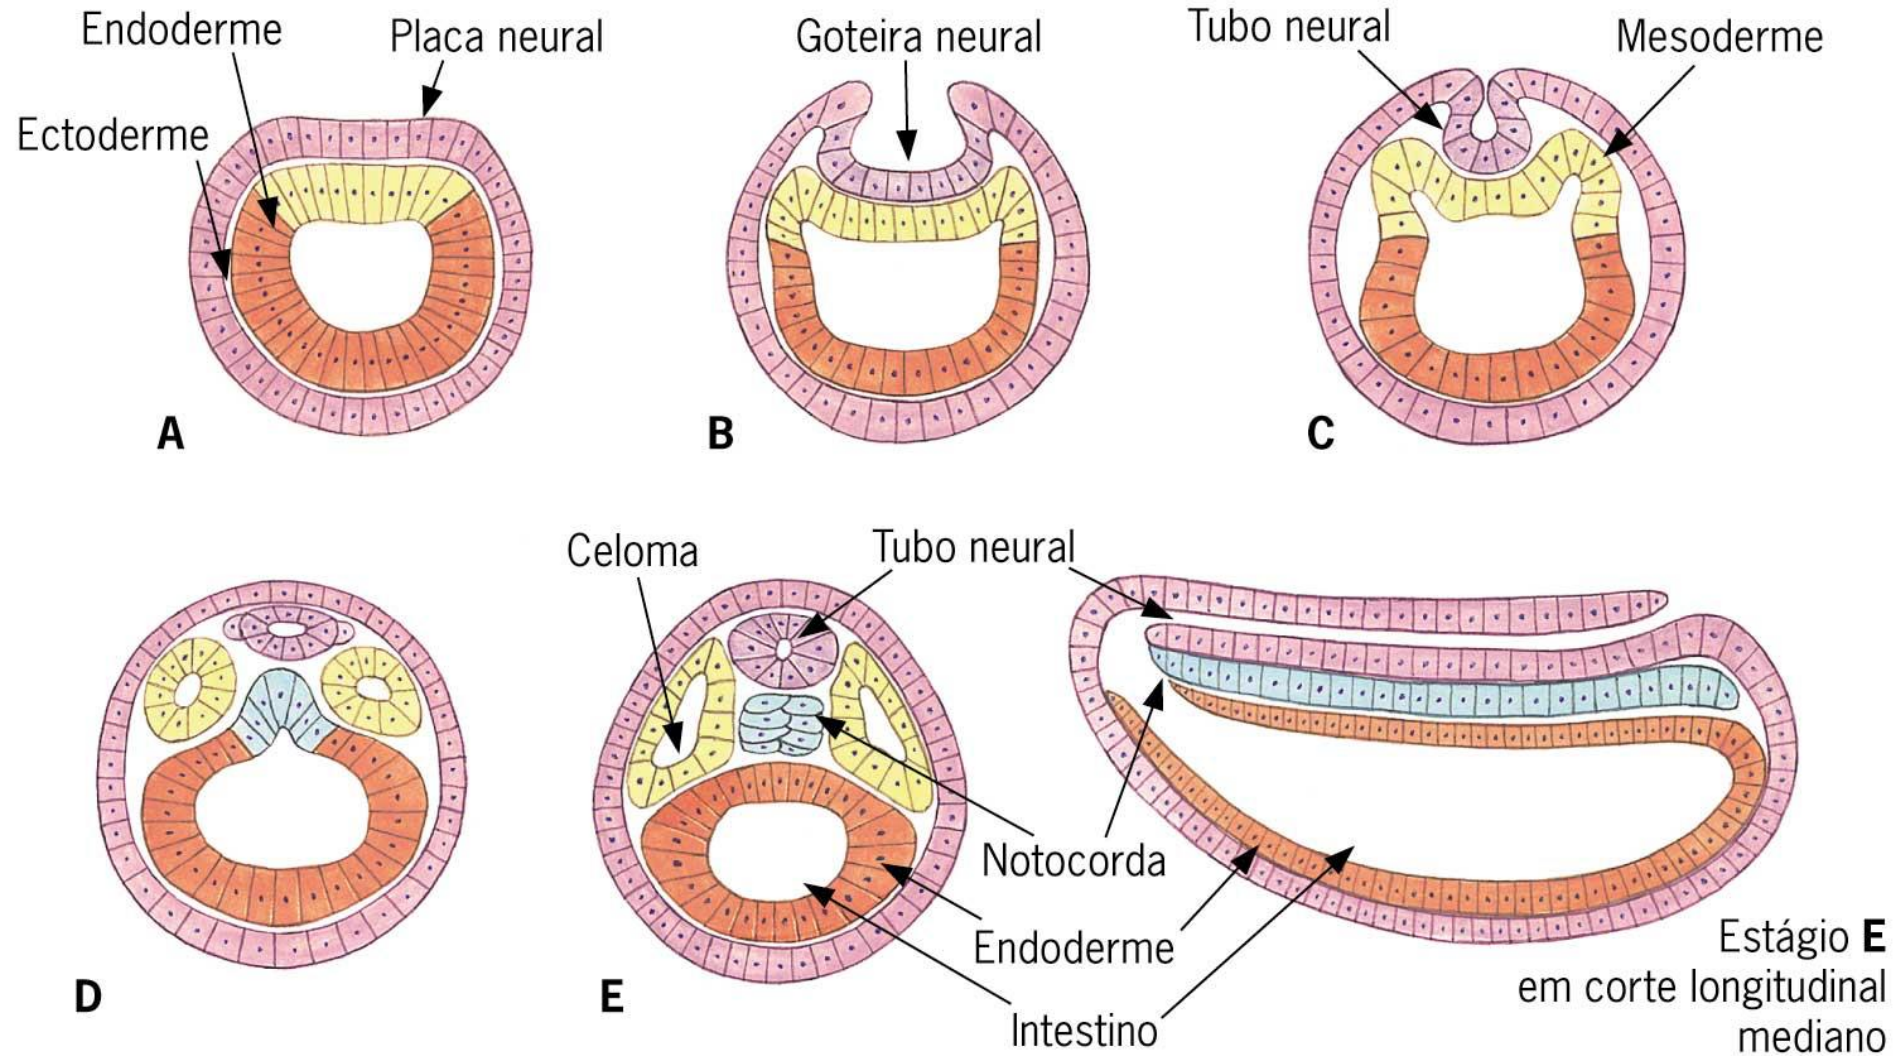 Endoderme
Placa neural
Ectoderme
A
Goteira neural
B
Tubo neural
Mesoderme
C
D
Celoma
Tubo neural
Notocorda
Endoderme
Intestino
E
Estágio E
em corte longitudinal
mediano